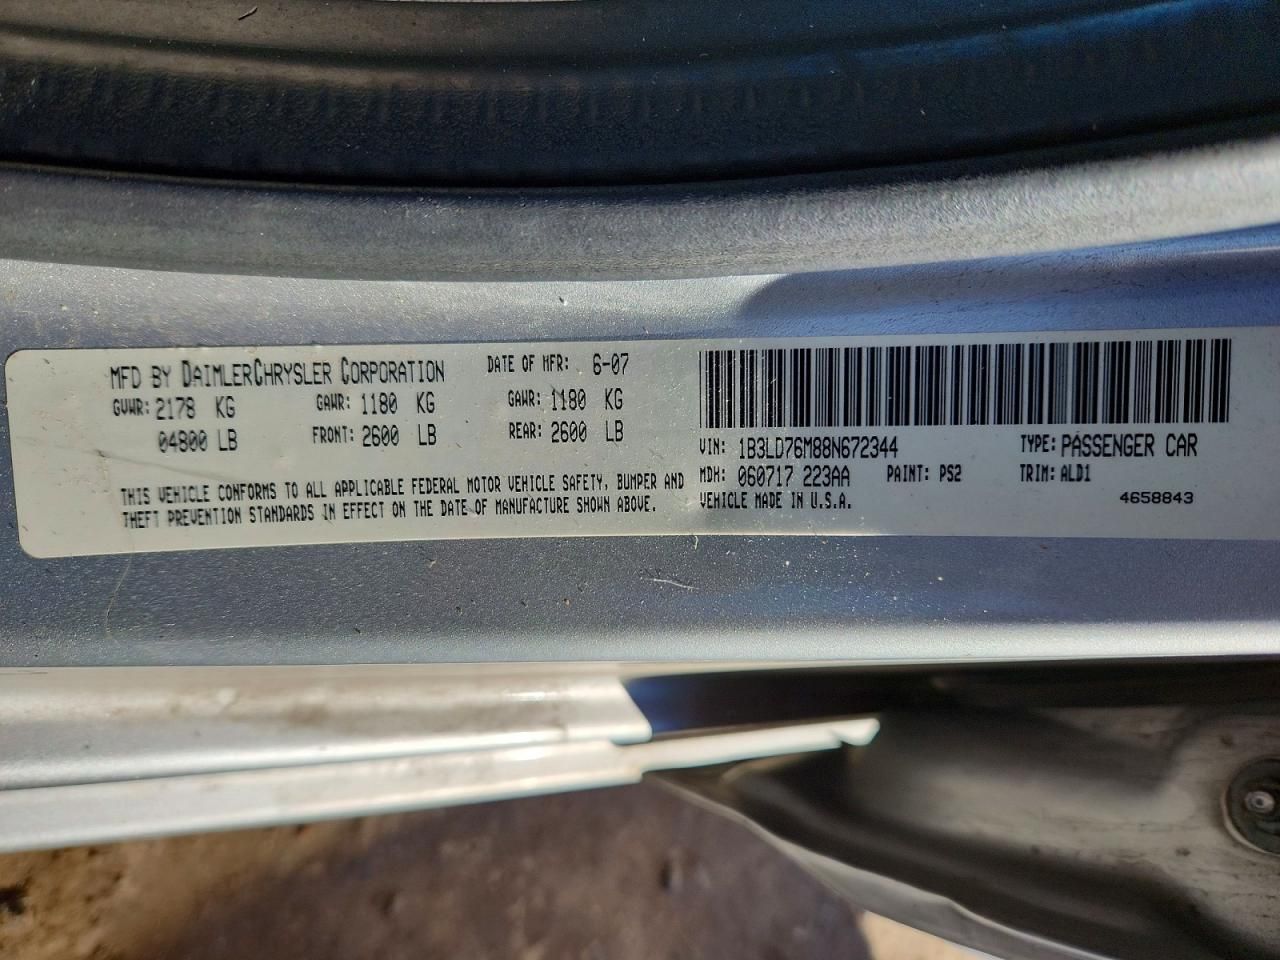 MFD BY DAIMLERCHRYSLER CORPORATION DATE OF MFR: 6-07
GVWR: 2178 KG GAWR: 1180 KG GAWR: 1180 KG
04800 LB FRONT: 2600 LB REAR: 2600 LB
THIS VEHICLE CONFORMS TO ALL APPLICABLE FEDERAL MOTOR VEHICLE SAFETY, BUMPER AND
THEFT PREVENTION STANDARDS IN EFFECT ON THE DATE OF MANUFACTURE SHOWN ABOVE.
VIN: 1B3LD76M88N672344 TYPE: PASSENGER CAR
MDH: 060717 223AA PAINT: PS2 TRIM: ALD1
VEHICLE MADE IN U.S.A. 4658843